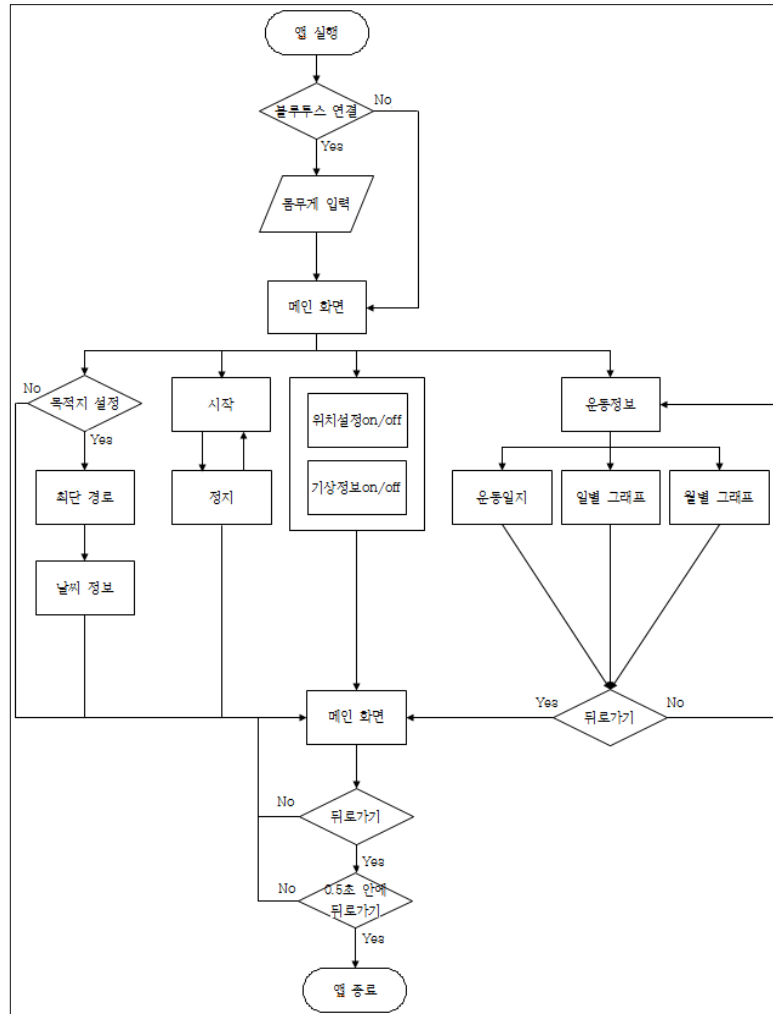 앱 실행
블루투스 연결
No
Yes
몸무게 입력
메인 화면
No
목적지 설정
시작
위치설정on/off
운동정보
Yes
최단 경로
정지
기상정보on/off
운동일지
일별 그래프
월별 그래프
날씨 정보
메인 화면
Yes
뒤로가기
No
No
뒤로가기
Yes
No
0.5초 안에
뒤로가기
Yes
앱 종료